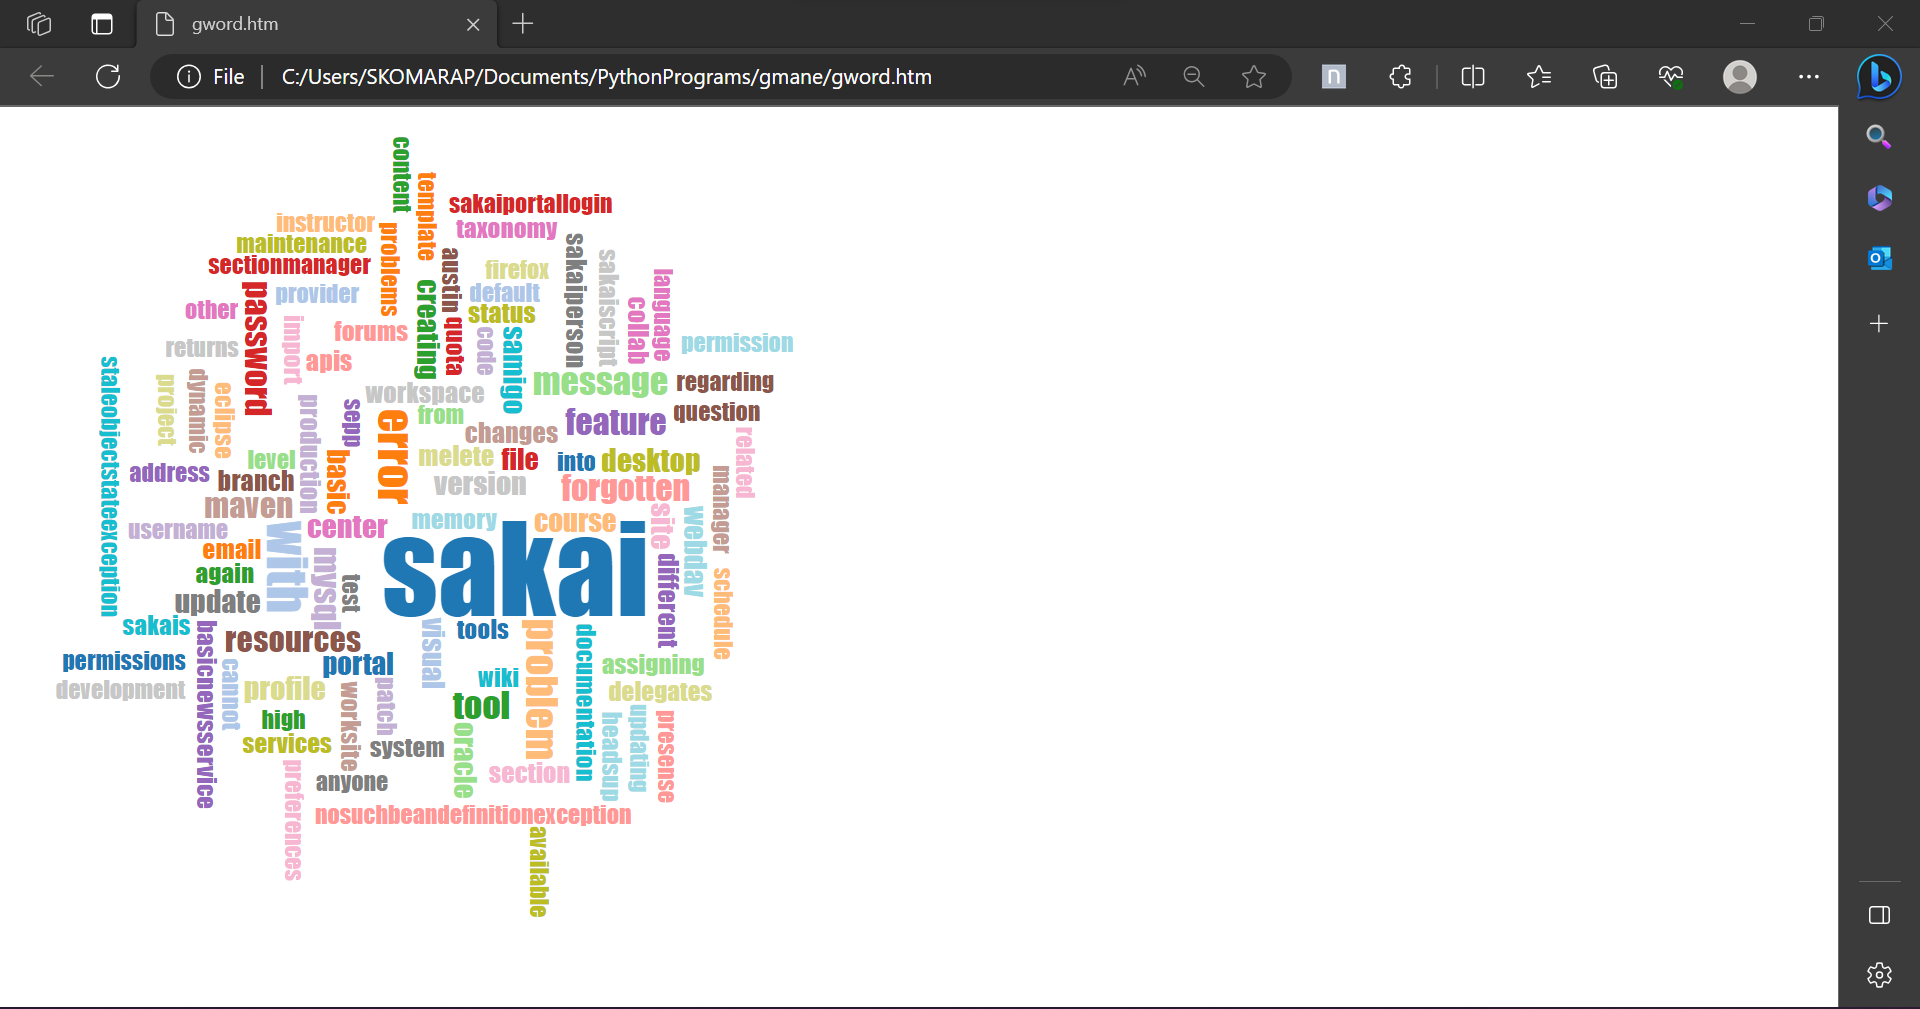 gword.htm
File
C:/Users/SKOMARAP/Documents/PythonPrograms/gmane/gword.htm
A
n
b
content
template
sakaiportallogin
instructor
taxonomy
maintenance
problems
sectionmanager
austin
sakaiperson
sakaiscript
firefox
language
password
provider
creating
default
collab
other
status
import
forums
quota
code
samigo
permission
returns
apis
staleobjectstateexception
project
dynamic
eclipse
message
regarding
workspace
production
sepp
error
from
feature
question
changes
related
level
basic
melete
file
into
desktop
address
branch
version
forgotten
manager
maven
username
with
center
memory
course
site
webdav
email
mysql
sakai
different
again
test
schedule
update
sakais
basicnewsservice
resources
visual
tools
problem
documentation
permissions
cannot
portal
assigning
development
profile
worksite
patch
wiki
delegates
high
tool
headsup
updating
presense
services
system
oracle
preferences
anyone
section
nosuchbeandefinitionexception
available